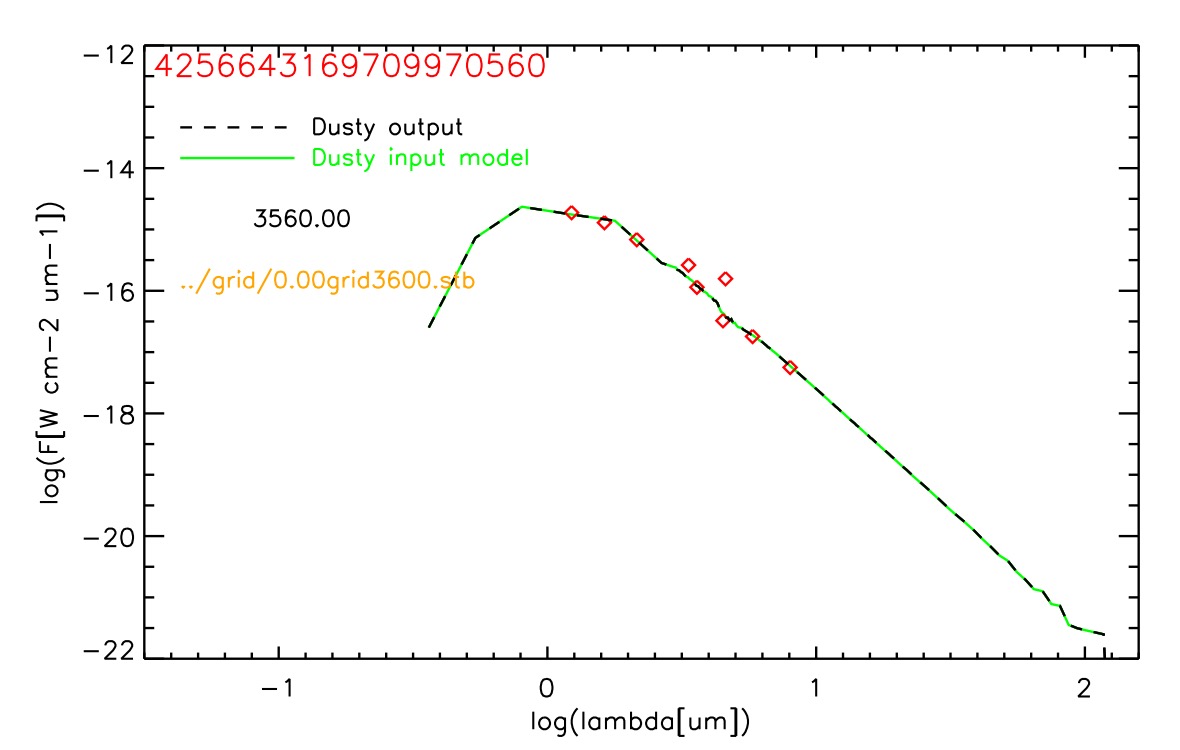 4256643169709970560
Dusty output
Dusty input model
3560.00
../grid/0.00grid3600.stb
log(F[W cm-2 um-1])
-12
-14
-16
-18
-20
-22
-1
0
1
2
log(lambda[um])